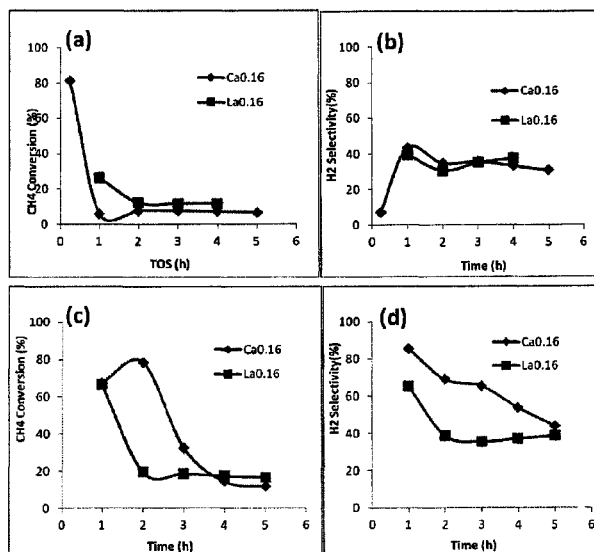 (a)
100
80
60
40
20
0
CH4 Conversion (%)
Ca0.16
La0.16
0 1 2 3 4 5 6
TOS (h)
(b)
100
80
60
40
20
0
H2 Selectivity(%)
Ca0.16
La0.16
0 1 2 3 4 5 6
Time (h)
(c)
100
80
60
40
20
0
CH4 Conversion (%)
Ca0.16
La0.16
0 1 2 3 4 5 6
Time (h)
(d)
100
80
60
40
20
0
H2 Selectivity(%)
Ca0.16
La0.16
0 1 2 3 4 5 6
Time (h)